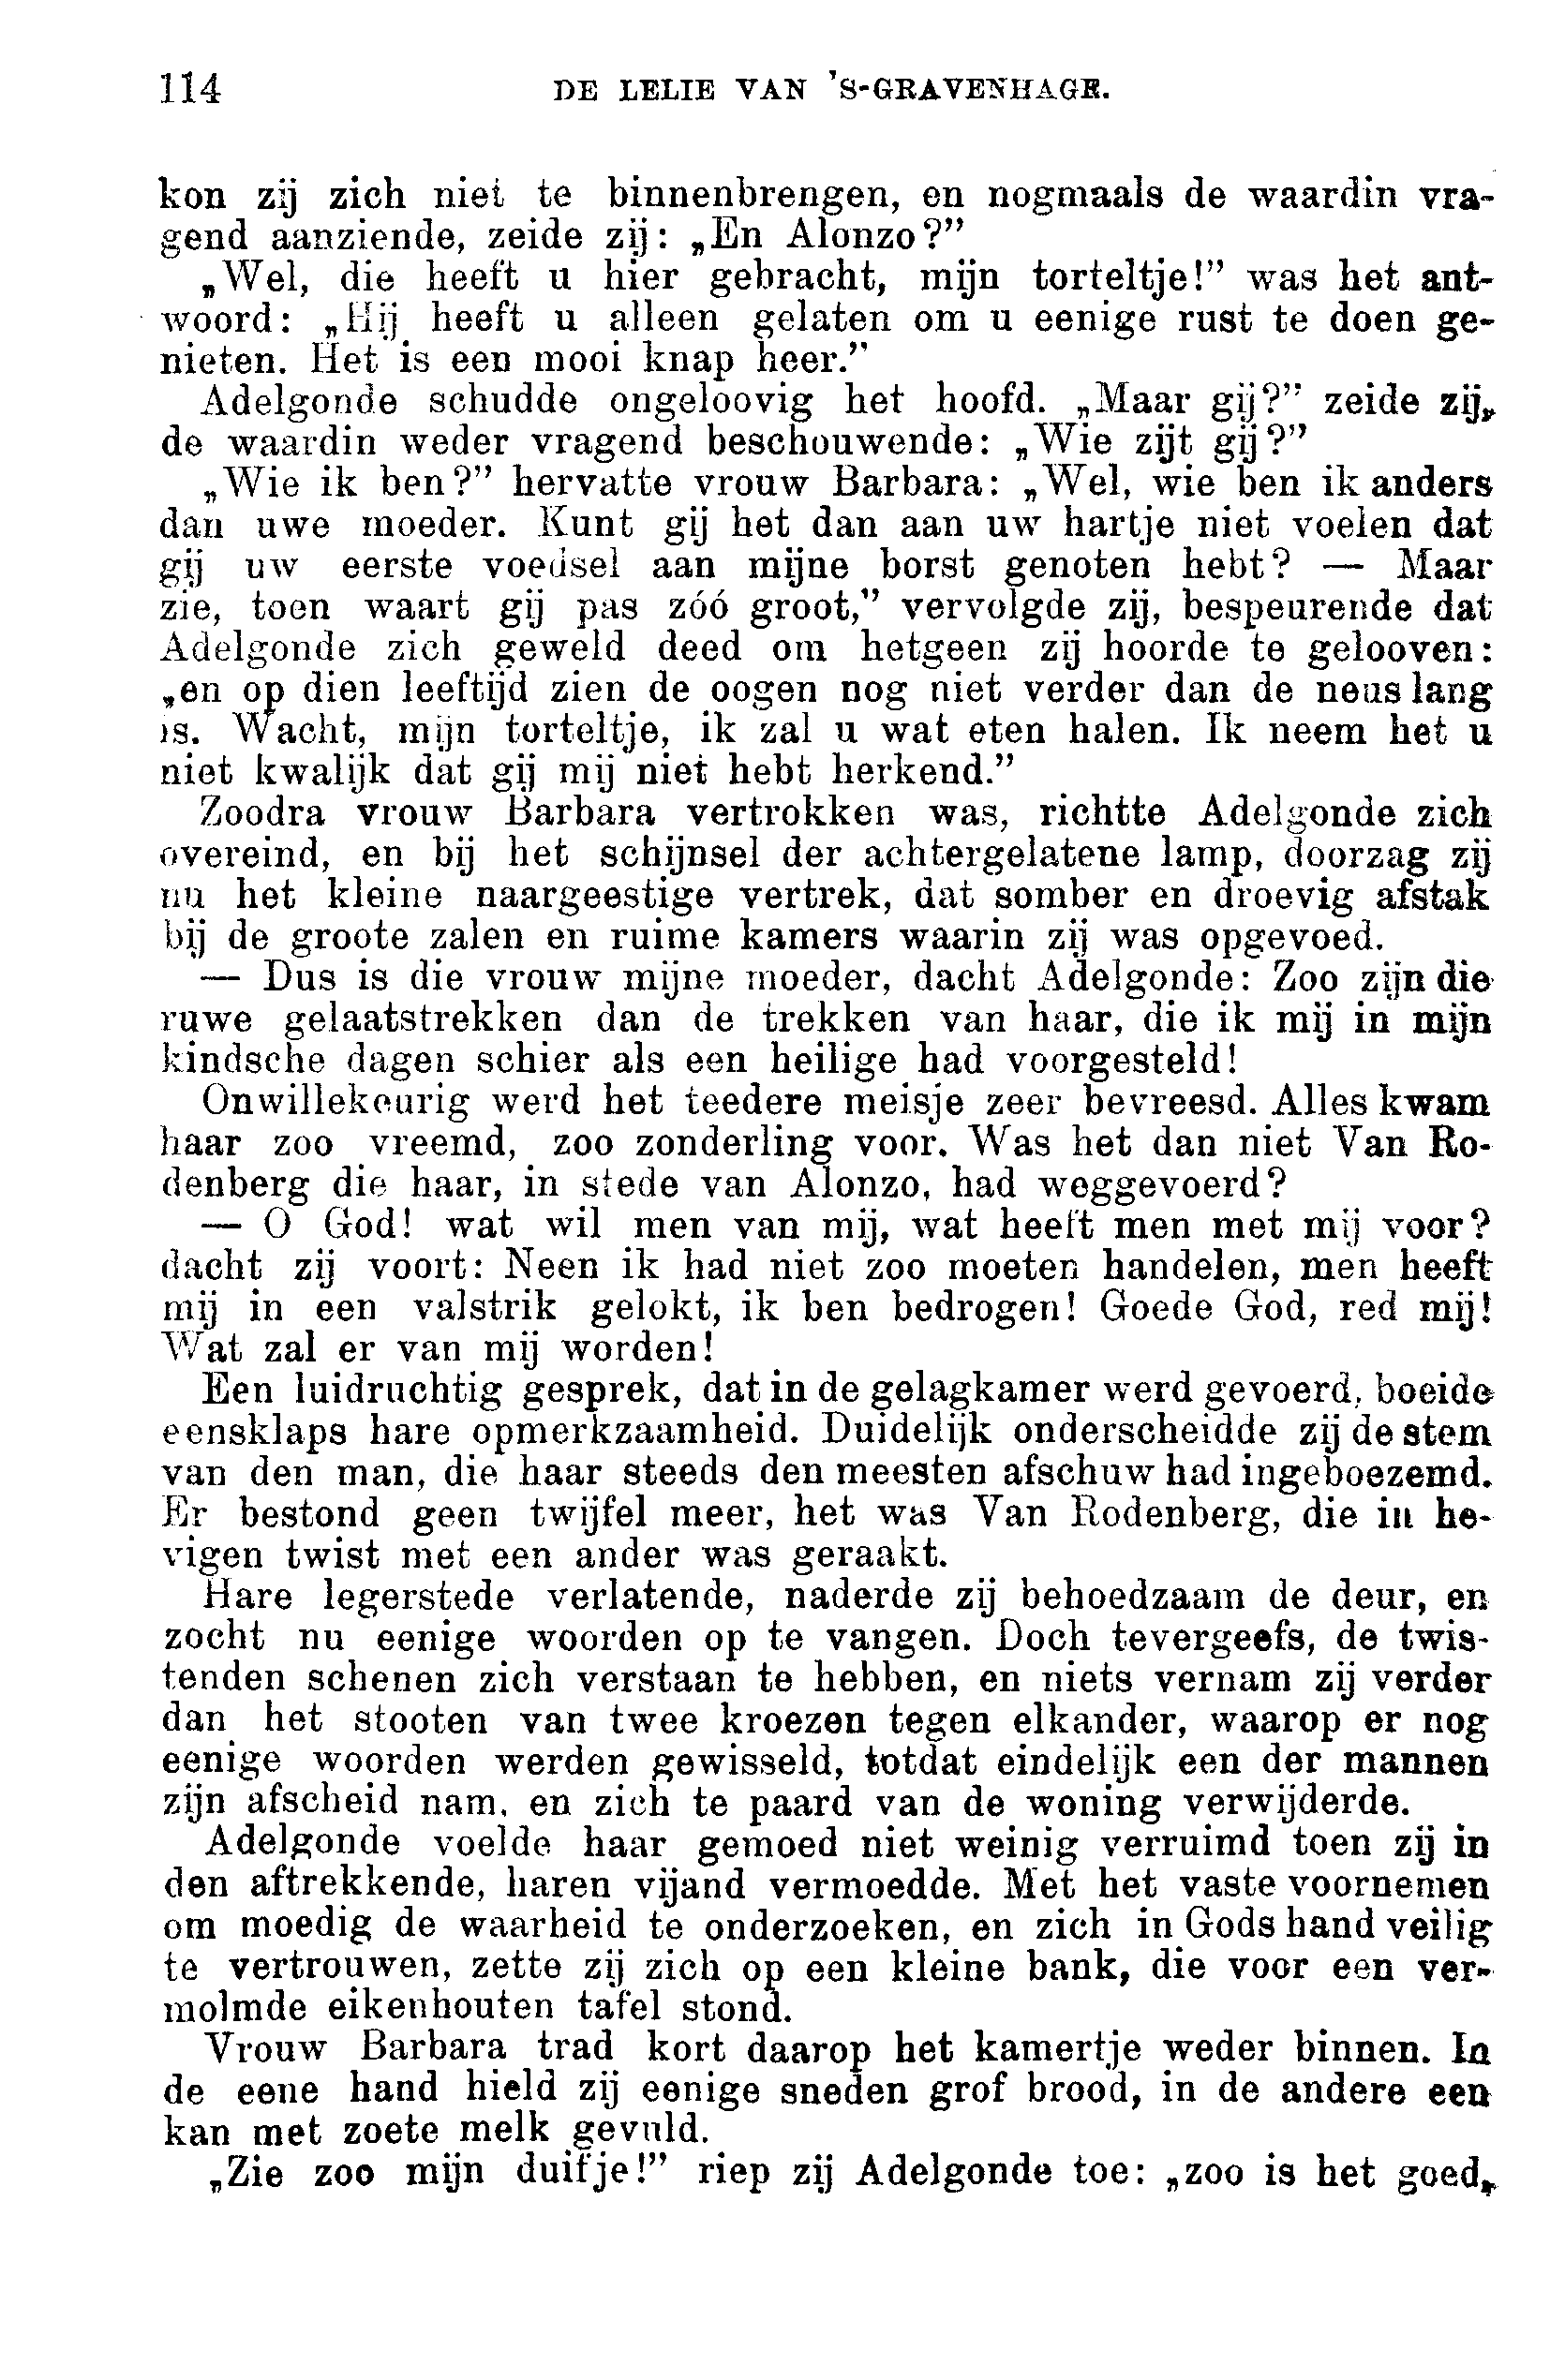 114 DE LELIE VAN 'S-GRAVENHAGE.
kon zij zich niet te binnenbrengen, en nogmaals de waardin vra-
gend aanziende, zeide zij: „En Alonzo?”
„Wel, die heeft u hier gebracht, mijn torteltje!” was het ant-
woord: „Hij heeft u alleen gelaten om u eenige rust te doen ge-
nieten. Het is een mooi knap heer.”
Adelgonde schudde ongeloovig het hoofd. „Maar gij?” zeide zij,
de waardin weder vragend beschouwende: „Wie zijt gij?”
„Wie ik ben?” hervatte vrouw Barbara: „Wel, wie ben ik anders
dan uwe moeder. Kunt gij het dan aan uw hartje niet voelen dat
gij uw eerste voedsel aan mijne borst genoten hebt? — Maar
zie, toen waart gij pas zóó groot,” vervolgde zij, bespeurende dat
Adelgonde zich geweld deed om hetgeen zij hoorde te gelooven:
„en op dien leeftijd zien de oogen nog niet verder dan de neus lang
is. Wacht, mijn torteltje, ik zal u wat eten halen. Ik neem het u
niet kwalijk dat gij mij niet hebt herkend.”
Zoodra vrouw Barbara vertrokken was, richtte Adelgonde zich
overeind, en bij het schijnsel der achtergelatene lamp, doorzag zij
nu het kleine naargeestige vertrek, dat somber en droevig afstak
bij de groote zalen en ruime kamers waarin zij was opgevoed.
— Dus is die vrouw mijne moeder, dacht Adelgonde: Zoo zijn die
ruwe gelaatstrekken dan de trekken van haar, die ik mij in mijn
kindsche dagen schier als een heilige had voorgesteld!
Onwillekeurig werd het teedere meisje zeer bevreesd. Alles kwam
haar zoo vreemd, zoo zonderling voor. Was het dan niet Van Ro-
denberg die haar, in stede van Alonzo, had weggevoerd?
— O God! wat wil men van mij, wat heeft men met mij voor?
dacht zij voort: Neen ik had niet zoo moeten handelen, men heeft
mij in een valstrik gelokt, ik ben bedrogen! Goede God, red mij!
Wat zal er van mij worden!
Een luidruchtig gesprek, dat in de gelagkamer werd gevoerd, boeide
eensklaps hare opmerkzaamheid. Duidelijk onderscheidde zij de stem
van den man, die haar steeds den meesten afschuw had ingeboezemd.
Er bestond geen twijfel meer, het was Van Rodenberg, die in he-
vigen twist met een ander was geraakt.
Hare legerstede verlatende, naderde zij behoedzaam de deur, en
zocht nu eenige woorden op te vangen. Doch tevergeefs, de twis-
tenden schenen zich verstaan te hebben, en niets vernam zij verder
dan het stooten van twee kroezen tegen elkander, waarop er nog
eenige woorden werden gewisseld, totdat eindelijk een der mannen
zijn afscheid nam, en zich te paard van de woning verwijderde.
Adelgonde voelde haar gemoed niet weinig verruimd toen zij in
den aftrekkende, haren vijand vermoedde. Met het vaste voornemen
om moedig de waarheid te onderzoeken, en zich in Gods hand veilig
te vertrouwen, zette zij zich op een kleine bank, die voor een ver-
molmde eikenhouten tafel stond.
Vrouw Barbara trad kort daarop het kamertje weder binnen. In
de eene hand hield zij eenige sneden grof brood, in de andere een
kan met zoete melk gevuld.
„Zie zoo mijn duifje!” riep zij Adelgonde toe: „zoo is het goed,